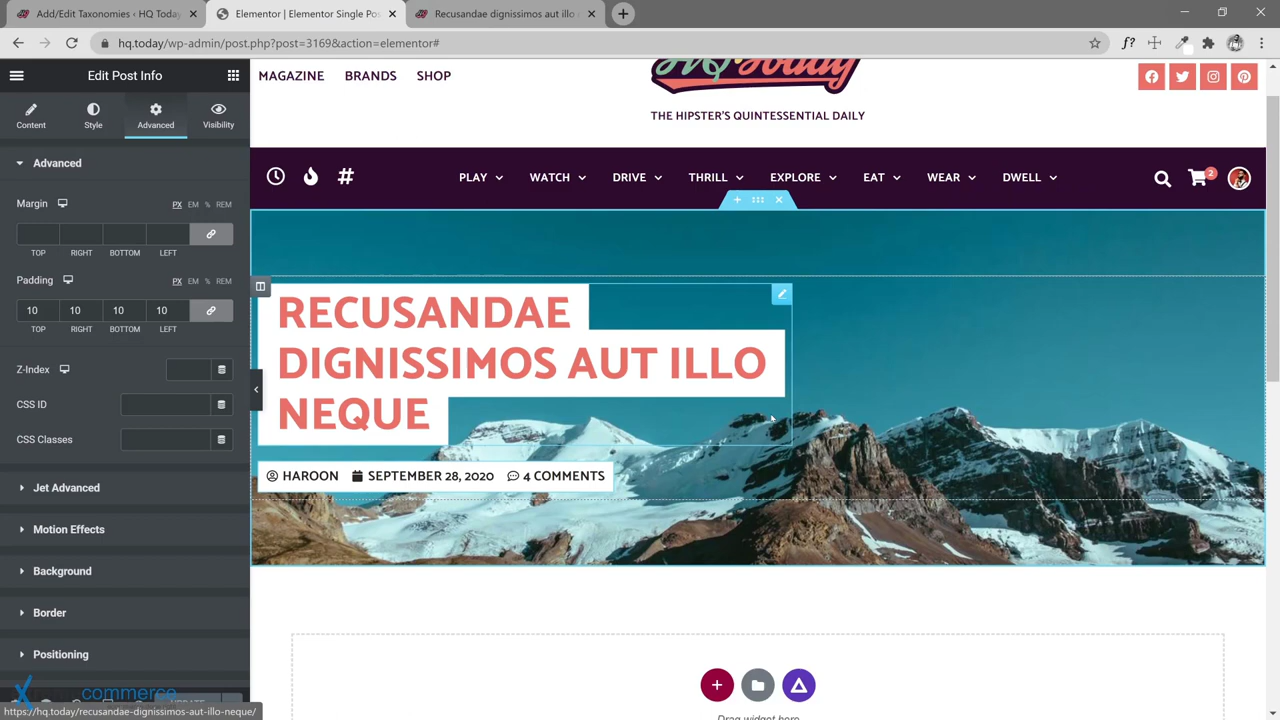 Add/Edit Taxonomies ‹ HQ Today
Elementor | Elementor Single Pos
Recusandae dignissimos aut illo
hq.today/wp-admin/post.php?post=3169&action=elementor#
Edit Post Info
Content
Style
Advanced
Visibility
Advanced
Margin
PX EM % REM
TOP RIGHT BOTTOM LEFT
Padding
PX EM % REM
10 10 10 10
TOP RIGHT BOTTOM LEFT
Z-Index
CSS ID
CSS Classes
Jet Advanced
Motion Effects
Background
Border
Positioning
commerce
https://hq.today/recusandae-dignissimos-aut-illo-neque/
MAGAZINE BRANDS SHOP
HQ Today
THE HIPSTER'S QUINTESSENTIAL DAILY
PLAY WATCH DRIVE THRILL EXPLORE EAT WEAR DWELL
2
RECUSANDAE
DIGNISSIMOS AUT ILLO
NEQUE
HAROON SEPTEMBER 28, 2020 4 COMMENTS
Drag widget here